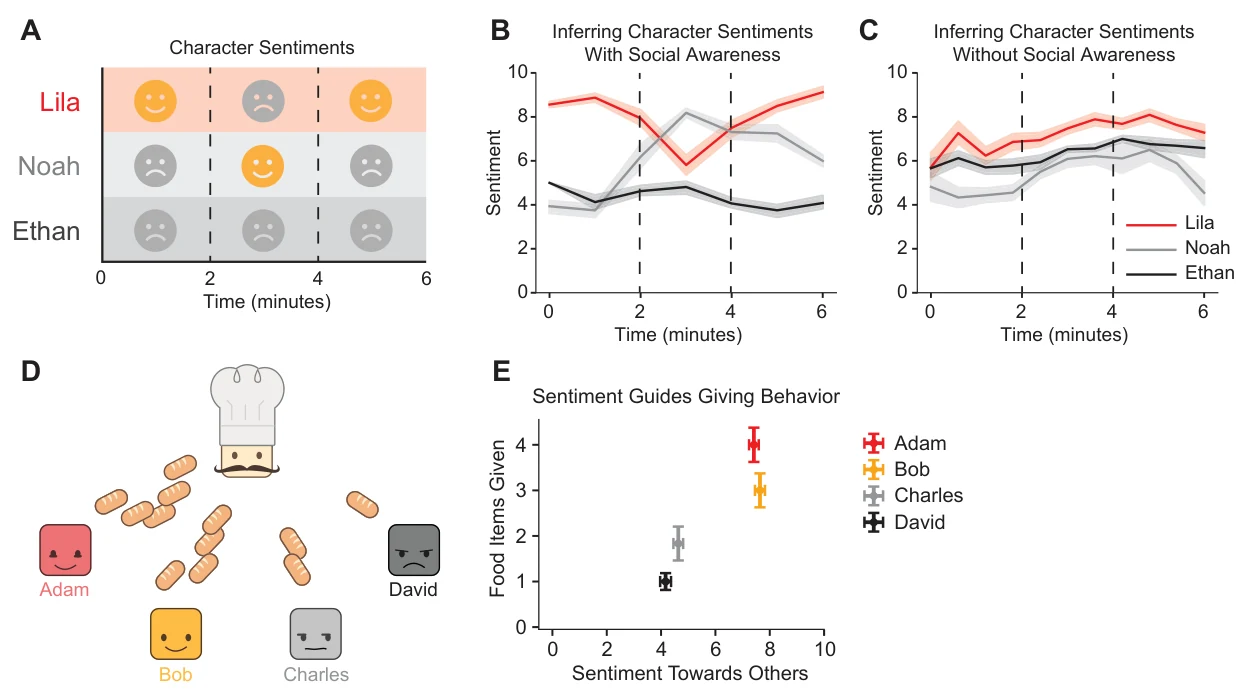 A
Character Sentiments
Lila
Noah
Ethan
0 2 4 6
Time (minutes)
B
Inferring Character Sentiments
With Social Awareness
10
8
6
4
2
0
Sentiment
0 2 4 6
Time (minutes)
C
Inferring Character Sentiments
Without Social Awareness
10
8
6
4
2
0
Sentiment
Lila
Noah
Ethan
0 2 4 6
Time (minutes)
D
Adam
Bob
Charles
David
E
Sentiment Guides Giving Behavior
4
3
2
1
0
Food Items Given
0 2 4 6 8 10
Sentiment Towards Others
Adam
Bob
Charles
David